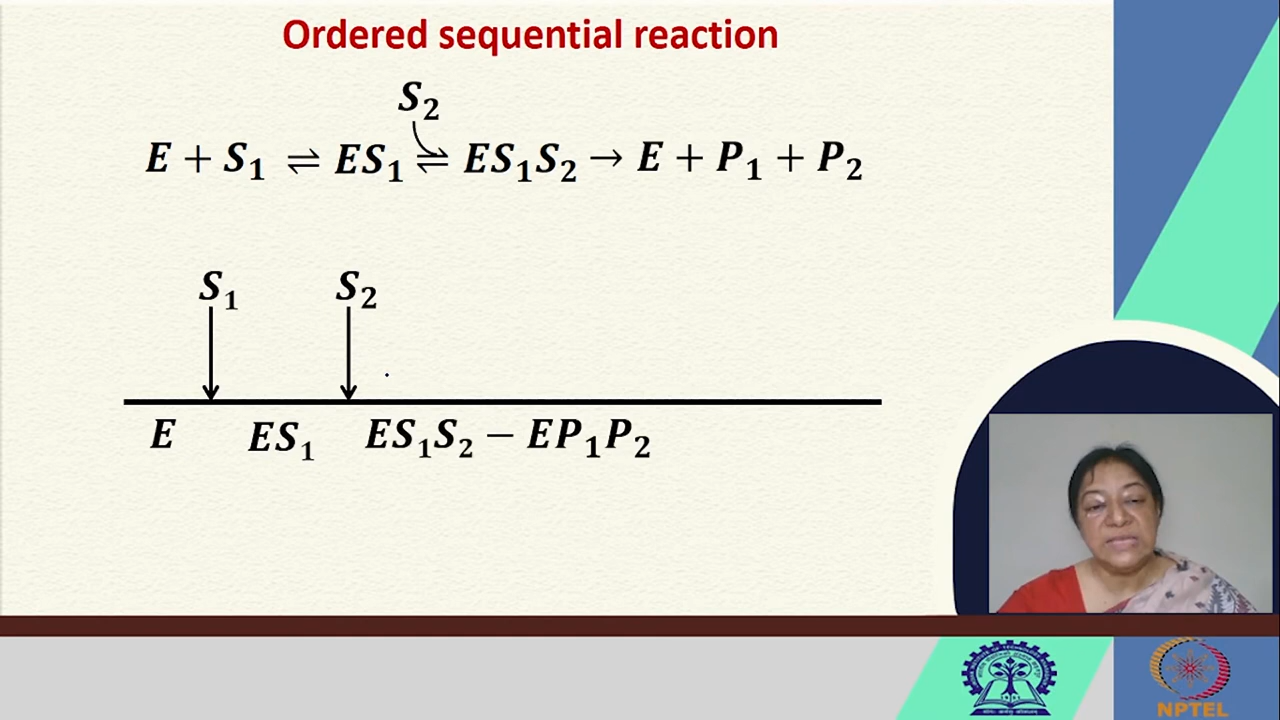 Ordered sequential reaction
S₂
E + S₁ ⇌ ES₁ ⇌ ES₁S₂ → E + P₁ + P₂
S₁ S₂
E ES₁ ES₁S₂ − EP₁P₂
NPTEL